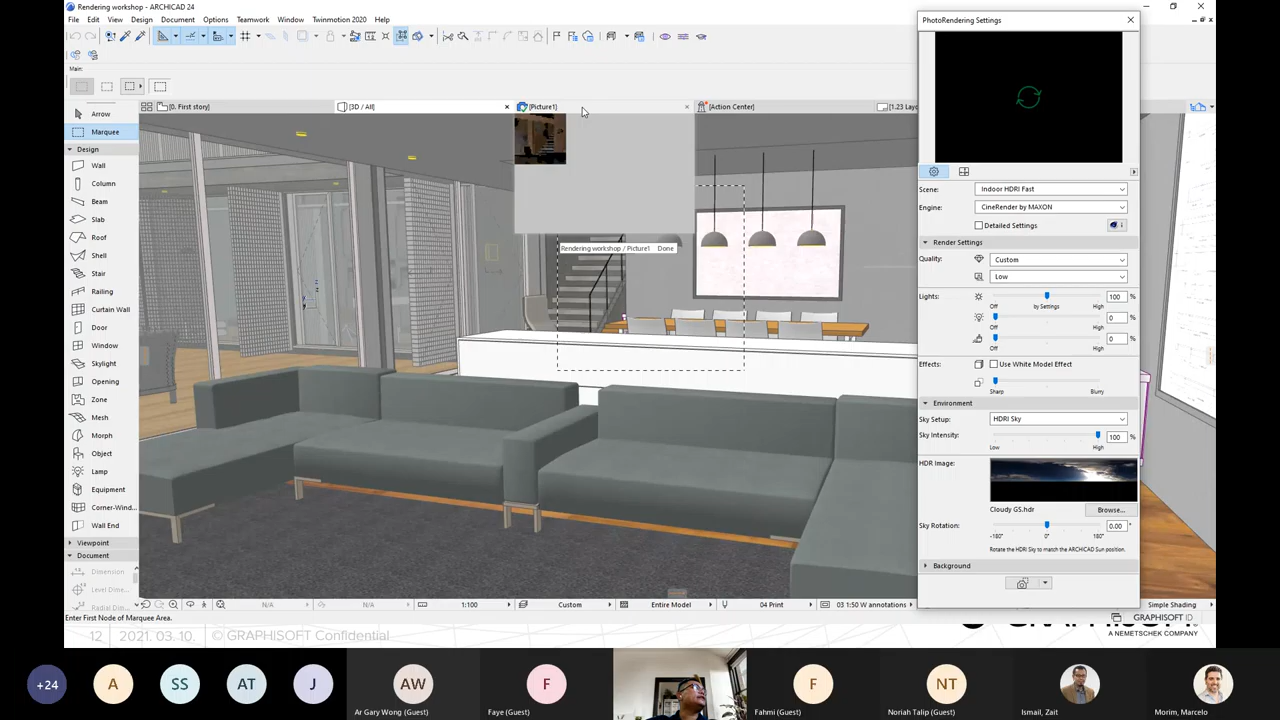 Rendering workshop - ARCHICAD 24
File Edit View Design Document Options Teamwork Window Twinmotion 2020 Help
PhotoRendering Settings
Main:
[0. First story]
[3D / All]
[Picture1]
[Action Center]
Arrow
Marquee
Design
Wall
Column
Beam
Slab
Roof
Shell
Stair
Railing
Curtain Wall
Door
Window
Skylight
Opening
Zone
Mesh
Morph
Object
Lamp
Equipment
Corner-Wind...
Wall End
Viewpoint
Document
Dimension
Level Dime...
Radial Dim...
Rendering workshop / Picture1 Done
Scene: Indoor HDRI Fast
Engine: CineRender by MAXON
Detailed Settings
Render Settings
Quality: Custom
Low
Lights: 100 %
Off by Settings High
0 %
Off High
0 %
Off High
Effects: Use White Model Effect
Sharp Blurry
Environment
Sky Setup: HDRI Sky
Sky Intensity: 100 %
Low High
HDR Image:
Cloudy GS.hdr Browse...
Sky Rotation: 0.00 °
-180° 0° 180°
Rotate the HDRI Sky to match the ARCHICAD Sun position.
Background
N/A N/A 1:100 Custom Entire Model 04 Print 03 1:50 W annotations Simple Shading
Enter First Node of Marquee Area.
GRAPHISOFT ID
12 2021. 03. 10. © GRAPHISOFT Confidential
A NEMETSCHEK COMPANY
+24 A SS AT J AW F F NT
Ar Gary Wong (Guest) Faye (Guest) Fahmi (Guest) Noriah Talip (Guest) Ismail, Zait Morim, Marcelo